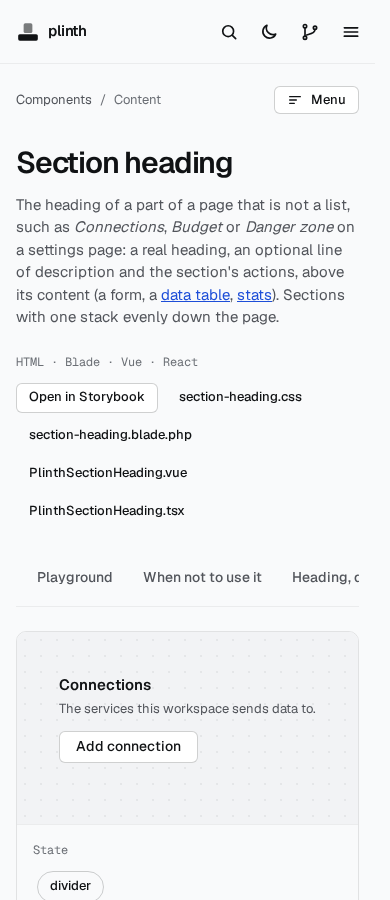 plinth
Components / Content
Menu
Section heading
The heading of a part of a page that is not a list,
such as Connections, Budget or Danger zone on
a settings page: a real heading, an optional line
of description and the section's actions, above
its content (a form, a data table, stats). Sections
with one stack evenly down the page.
HTML · Blade · Vue · React
Open in Storybook
section-heading.css
section-heading.blade.php
PlinthSectionHeading.vue
PlinthSectionHeading.tsx
Playground
When not to use it
Heading,
Connections
The services this workspace sends data to.
Add connection
State
divider